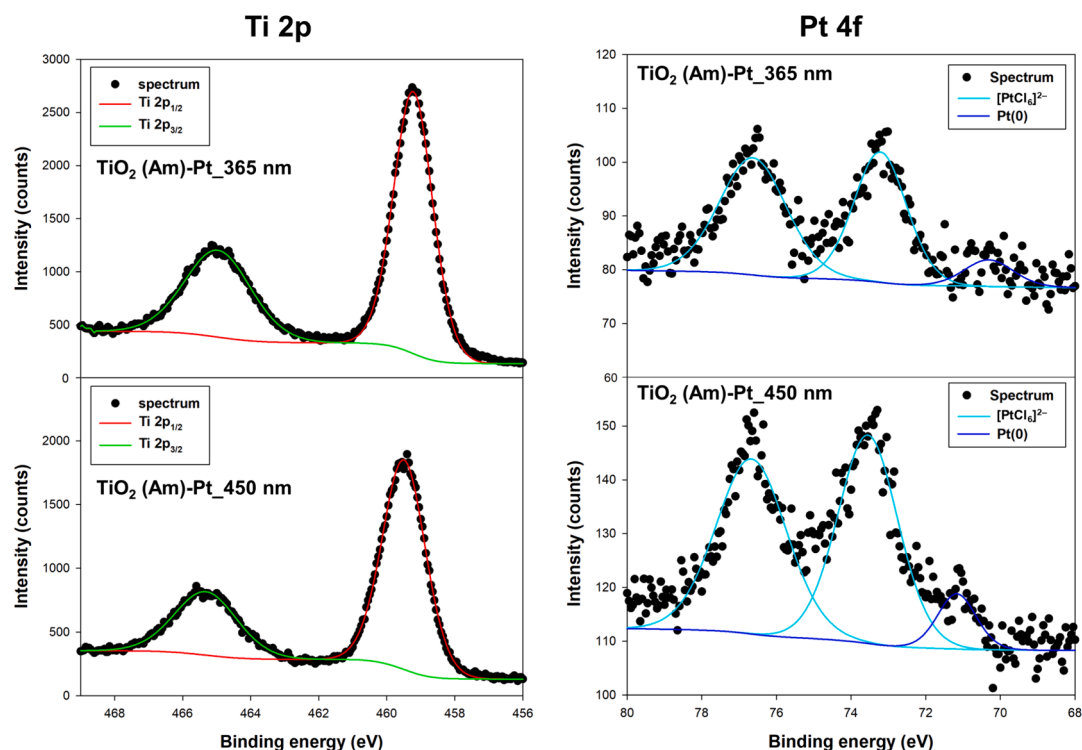 Ti 2p
Pt 4f
3000
2500
2000
1500
1000
500
0
Intensity (counts)
spectrum
Ti 2p₁/₂
Ti 2p₃/₂
TiO₂ (Am)-Pt_365 nm
120
110
100
90
80
70
60
Intensity (counts)
TiO₂ (Am)-Pt_365 nm
Spectrum
[PtCl₆]²⁻
Pt(0)
2000
1500
1000
500
0
Intensity (counts)
spectrum
Ti 2p₁/₂
Ti 2p₃/₂
TiO₂ (Am)-Pt_450 nm
468 466 464 462 460 458 456
Binding energy (eV)
150
140
130
120
110
100
Intensity (counts)
TiO₂ (Am)-Pt_450 nm
Spectrum
[PtCl₆]²⁻
Pt(0)
80 78 76 74 72 70 68
Binding energy (eV)